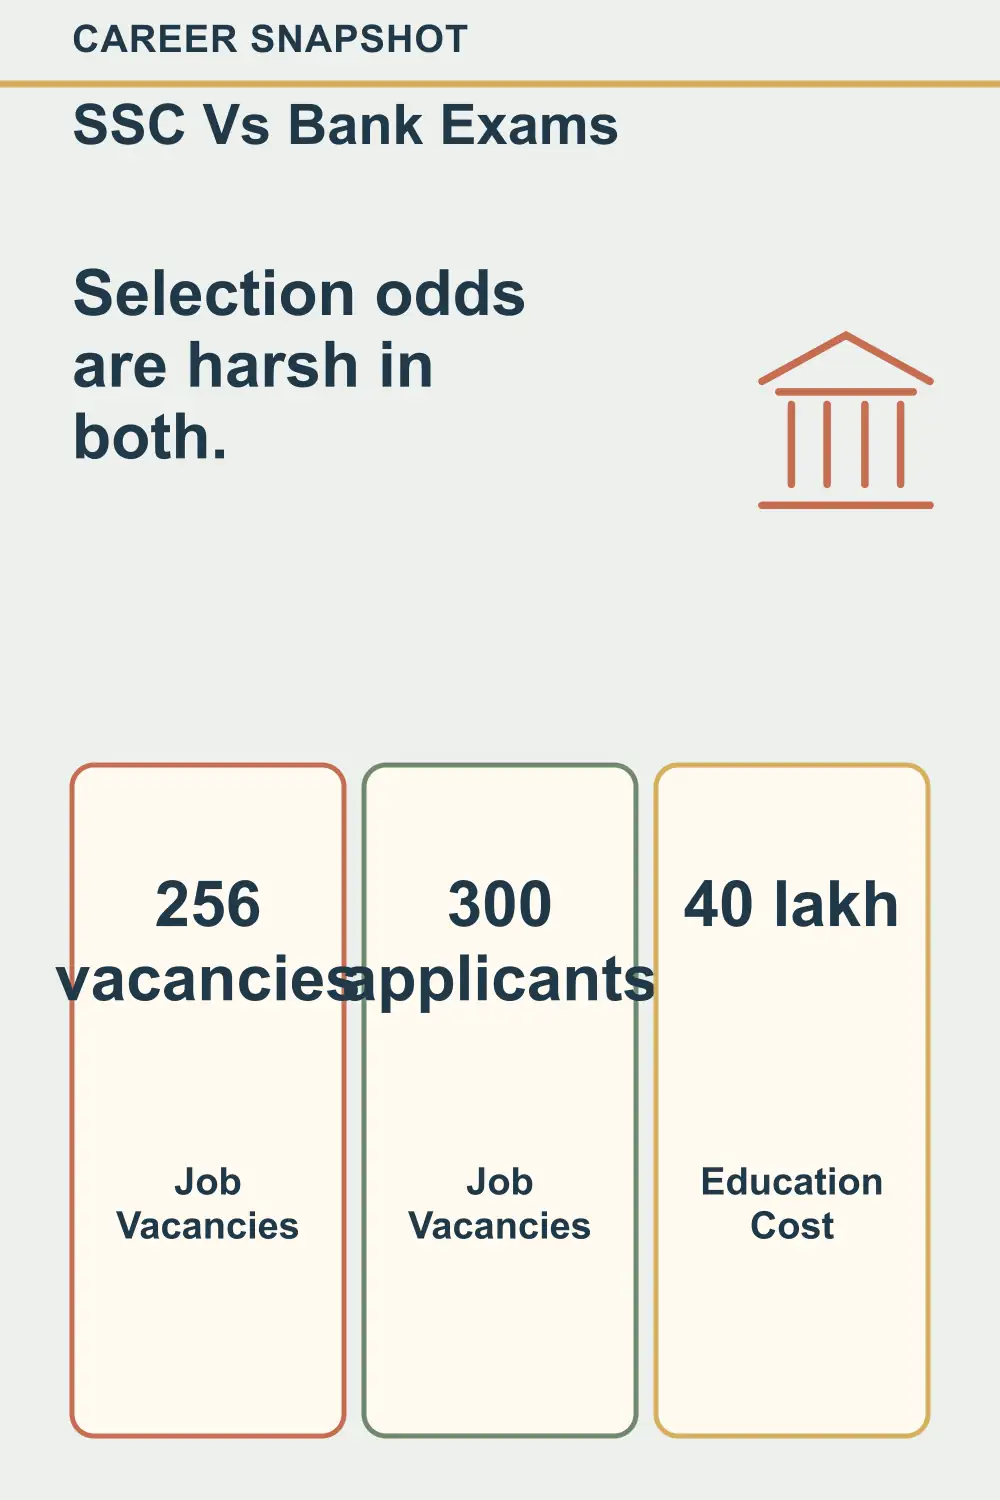 CAREER SNAPSHOT
SSC Vs Bank Exams
Selection odds
are harsh in
both.
256
vacancies
Job
Vacancies
300
applicants
Job
Vacancies
40 lakh
Education
Cost